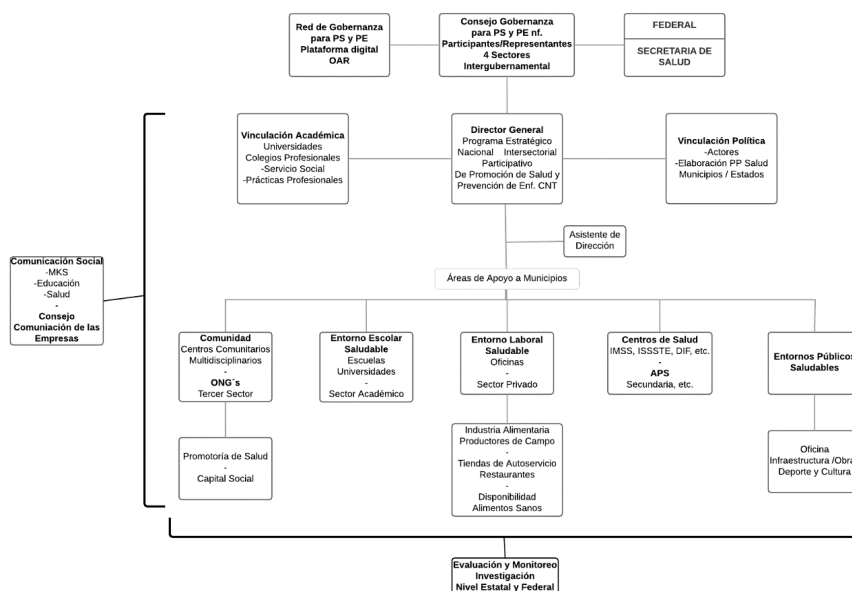 Red de Gobernanza
para PS y PE
Plataforma digital
OAR
Consejo Gobernanza
para PS y PE nf.
Participantes/Representantes
4 Sectores
Intergubernamental
FEDERAL
SECRETARIA DE
SALUD
Vinculación Académica
Universidades
Colegios Profesionales
-Servicio Social
-Prácticas Profesionales
Director General
Programa Estratégico
Nacional Intersectorial
Participativo
De Promoción de Salud y
Prevención de Enf. CNT
Vinculación Política
-Actores
-Elaboración PP Salud
Municipios / Estados
Asistente de
Dirección
Áreas de Apoyo a Municipios
Comunicación Social
-MKS
-Educación
-Salud
-
Consejo
Comuniación de las
Empresas
Comunidad
Centros Comunitarios
Multidisciplinarios
-
ONG´s
Tercer Sector
Entorno Escolar
Saludable
Escuelas
Universidades
-
Sector Académico
Entorno Laboral
Saludable
Oficinas
-
Sector Privado
Centros de Salud
IMSS, ISSSTE, DIF, etc.
-
APS
Secundaria, etc.
Entornos Públicos
Saludables
Promotoría de Salud
-
Capital Social
Industria Alimentaria
Productores de Campo
-
Tiendas de Autoservicio
Restaurantes
-
Disponibilidad
Alimentos Sanos
Oficina
Infraestructura /Obra
Deporte y Cultura
Evaluación y Monitoreo
Investigación
Nivel Estatal y Federal